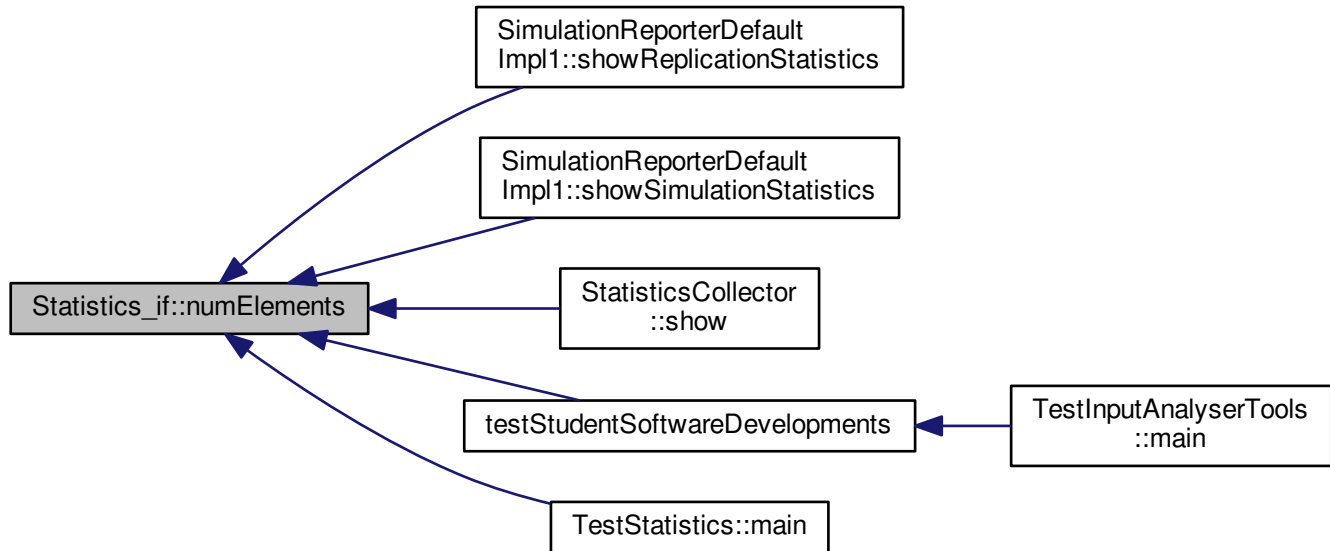 SimulationReporterDefault
Impl1::showReplicationStatistics
SimulationReporterDefault
Impl1::showSimulationStatistics
Statistics_if::numElements
StatisticsCollector
::show
testStudentSoftwareDevelopments
TestInputAnalyserTools
::main
TestStatistics::main